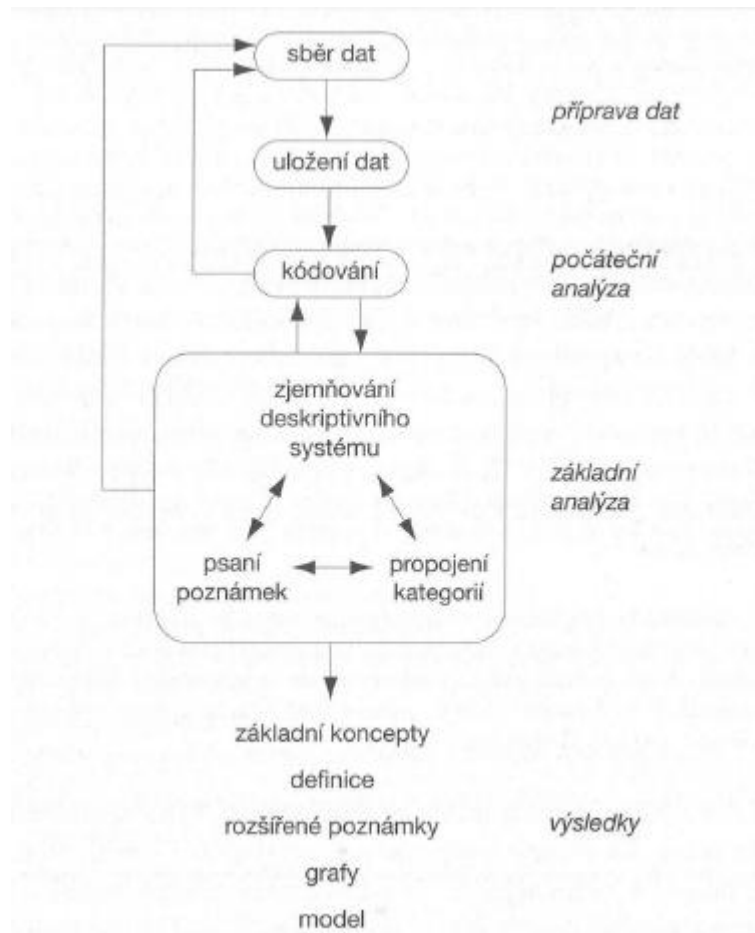 sběr dat
příprava dat
uložení dat
kódování
počáteční
analýza
zjemňování
deskriptivního
systému
základní
analýza
psaní
poznámek
propojení
kategorií
základní koncepty
definice
rozšířené poznámky
výsledky
grafy
model